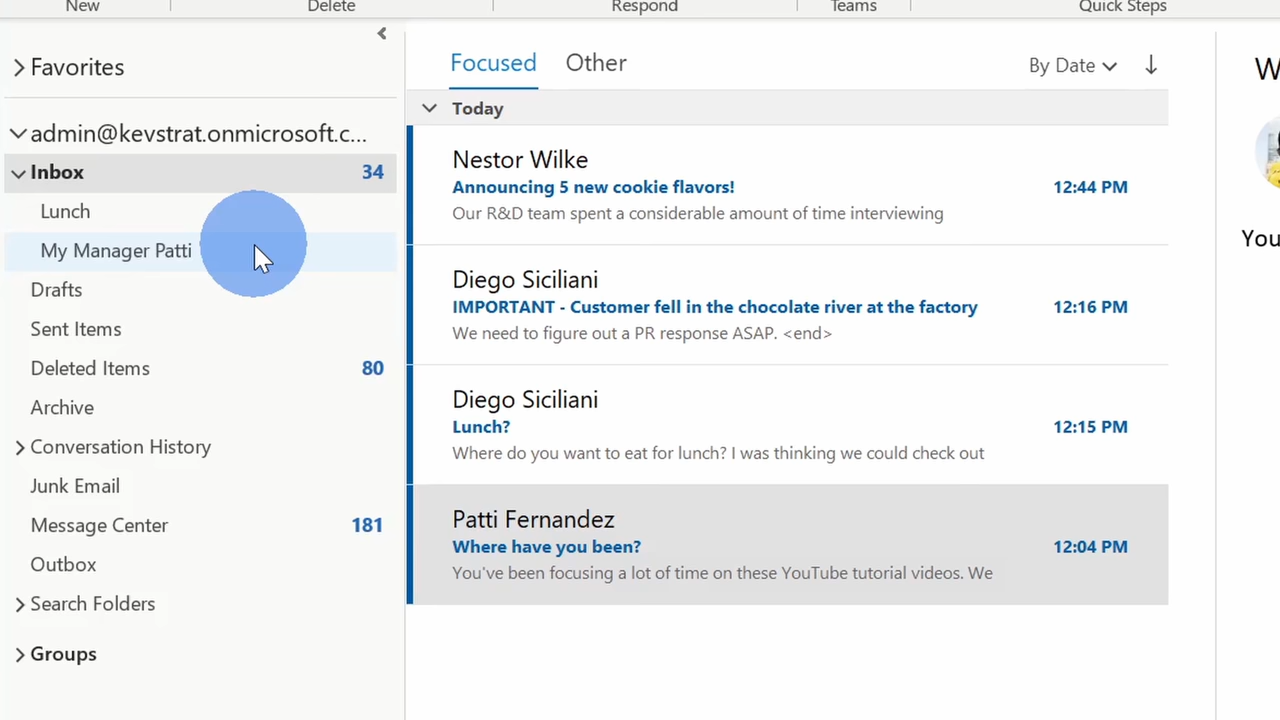 New
Delete
Respond
Teams
Quick Steps
Favorites
admin@kevstrat.onmicrosoft.c...
Inbox 34
Lunch
My Manager Patti
Drafts
Sent Items
Deleted Items 80
Archive
Conversation History
Junk Email
Message Center 181
Outbox
Search Folders
Groups
Focused Other
By Date
Today
Nestor Wilke
Announcing 5 new cookie flavors! 12:44 PM
Our R&D team spent a considerable amount of time interviewing
Diego Siciliani
IMPORTANT - Customer fell in the chocolate river at the factory 12:16 PM
We need to figure out a PR response ASAP. <end>
Diego Siciliani
Lunch? 12:15 PM
Where do you want to eat for lunch? I was thinking we could check out
Patti Fernandez
Where have you been? 12:04 PM
You've been focusing a lot of time on these YouTube tutorial videos. We